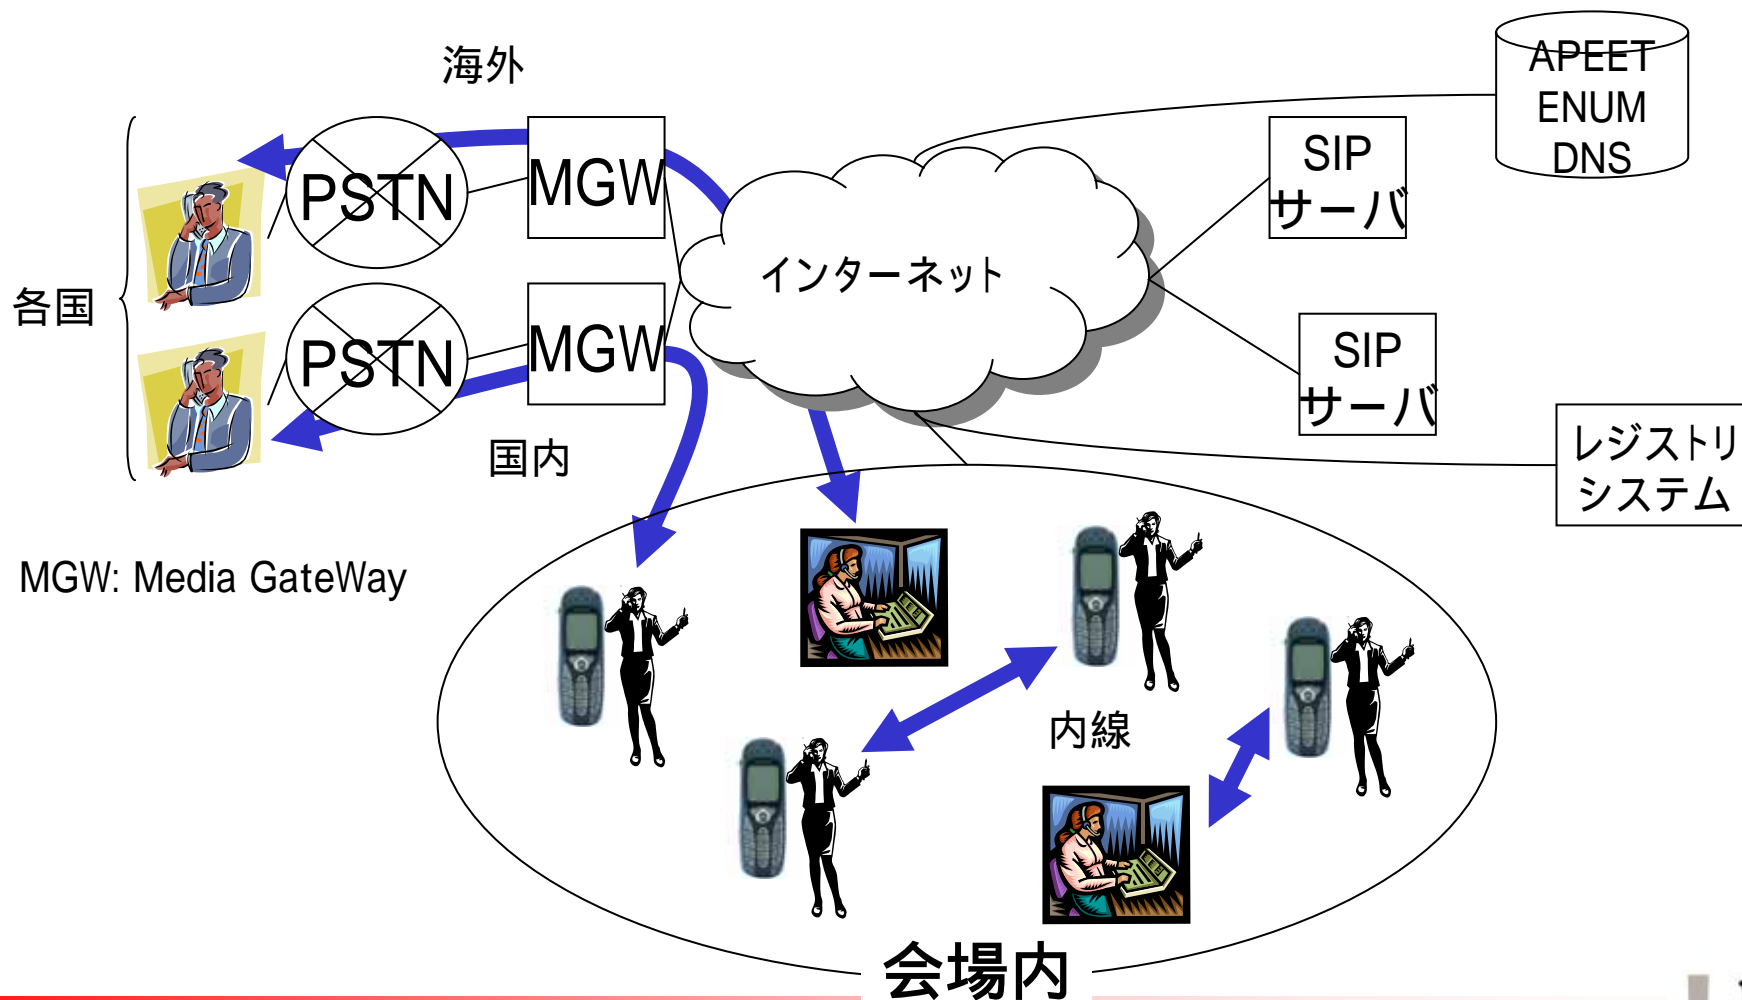 海外
APEET
ENUM
DNS
SIP
サーバ
PSTN
MGW
インターネット
各国
PSTN
MGW
SIP
サーバ
国内
レジストリ
システム
MGW: Media GateWay
内線
会場内